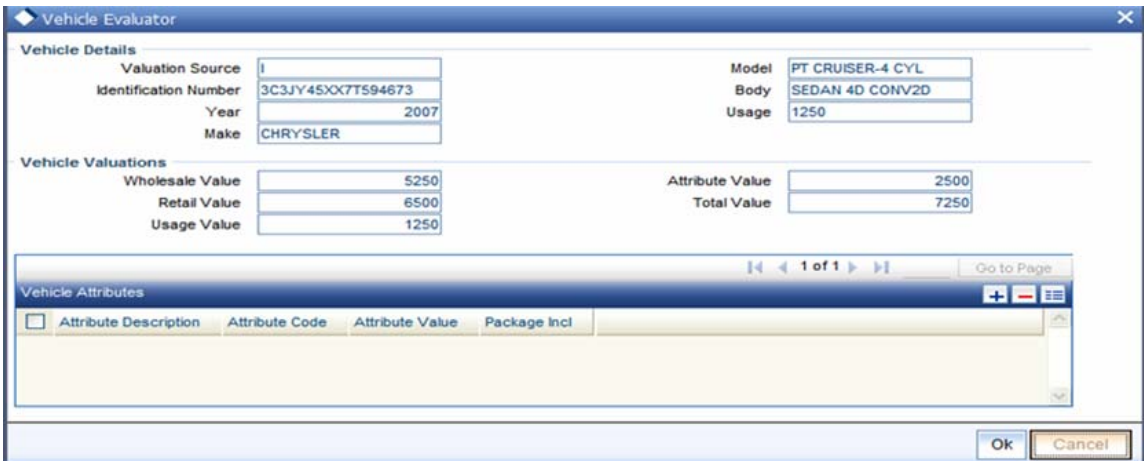 Vehicle Evaluator
Vehicle Details
Valuation Source I
Identification Number 3C3JY45XX7T594673
Year 2007
Make CHRYSLER
Model PT CRUISER-4 CYL
Body SEDAN 4D CONV2D
Usage 1250
Vehicle Valuations
Wholesale Value 5250
Retail Value 6500
Usage Value 1250
Attribute Value 2500
Total Value 7250
1 of 1 Go to Page
Vehicle Attributes
Attribute Description Attribute Code Attribute Value Package Incl
Ok Cancel